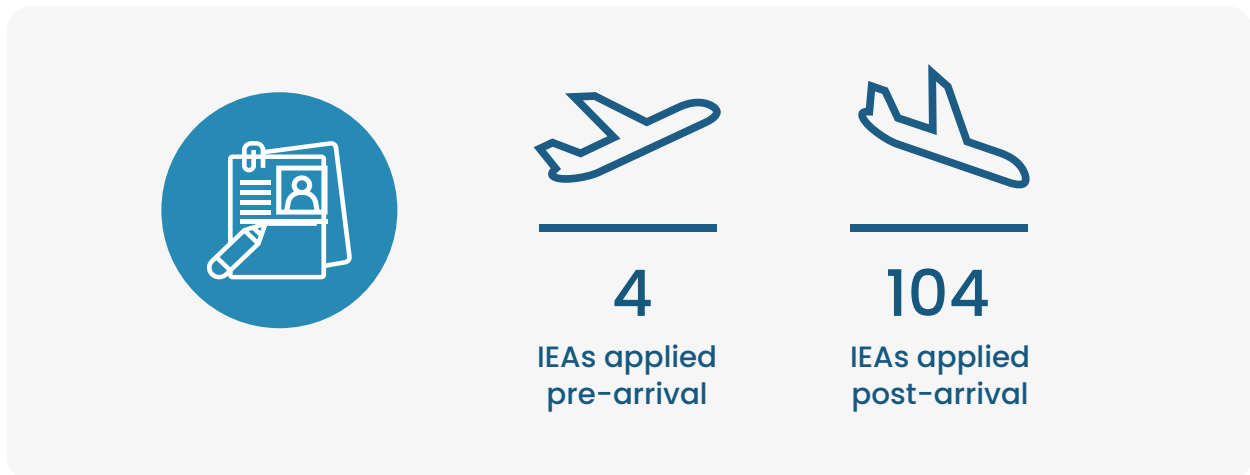 4
IEAs applied
pre-arrival
104
IEAs applied
post-arrival